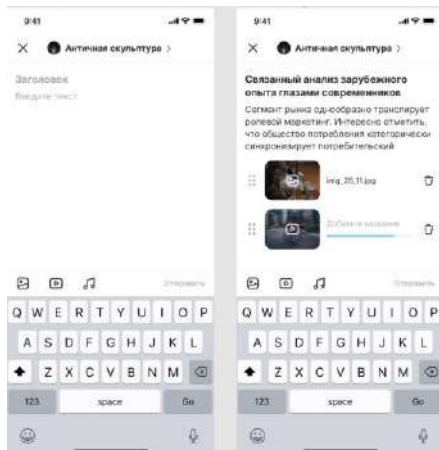 9:41
Античная скульптура >
Заголовок
Введите текст
Отправить
Q W E R T Y U I O P
A S D F G H J K L
Z X C V B N M
123 space Go
9:41
Античная скульптура >
Связанный анализ зарубежного
опыта глазами современников
Сегмент рынка однообразно транслирует
ролевой маркетинг. Интересно отметить,
что общество потребления категорически
синхронизирует потребительский
img_26_11.jpg
Добавьте название
Отправить
Q W E R T Y U I O P
A S D F G H J K L
Z X C V B N M
123 space Go